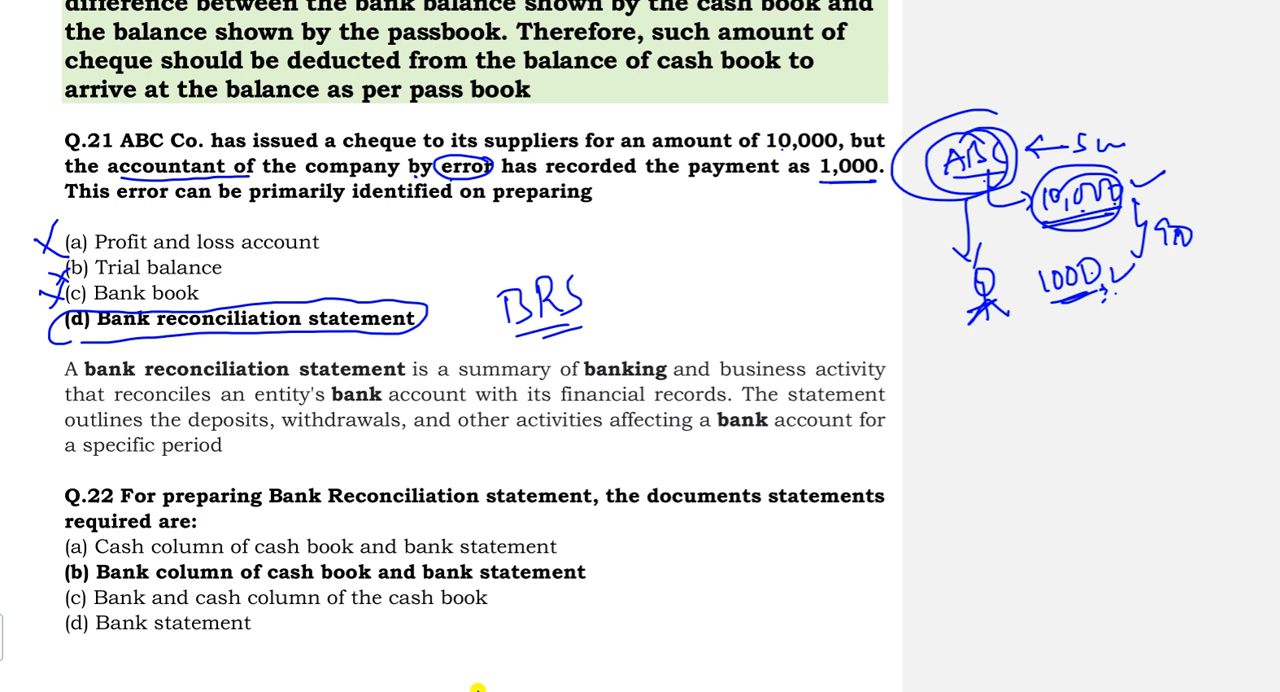 difference between the bank balance shown by the cash book and
the balance shown by the passbook. Therefore, such amount of
cheque should be deducted from the balance of cash book to
arrive at the balance as per pass book
Q.21 ABC Co. has issued a cheque to its suppliers for an amount of 10,000, but
the accountant of the company by error has recorded the payment as 1,000.
This error can be primarily identified on preparing
(a) Profit and loss account
(b) Trial balance
(c) Bank book
(d) Bank reconciliation statement
BRS
ABC
10,000
1000
A bank reconciliation statement is a summary of banking and business activity
that reconciles an entity's bank account with its financial records. The statement
outlines the deposits, withdrawals, and other activities affecting a bank account for
a specific period
Q.22 For preparing Bank Reconciliation statement, the documents statements
required are:
(a) Cash column of cash book and bank statement
(b) Bank column of cash book and bank statement
(c) Bank and cash column of the cash book
(d) Bank statement